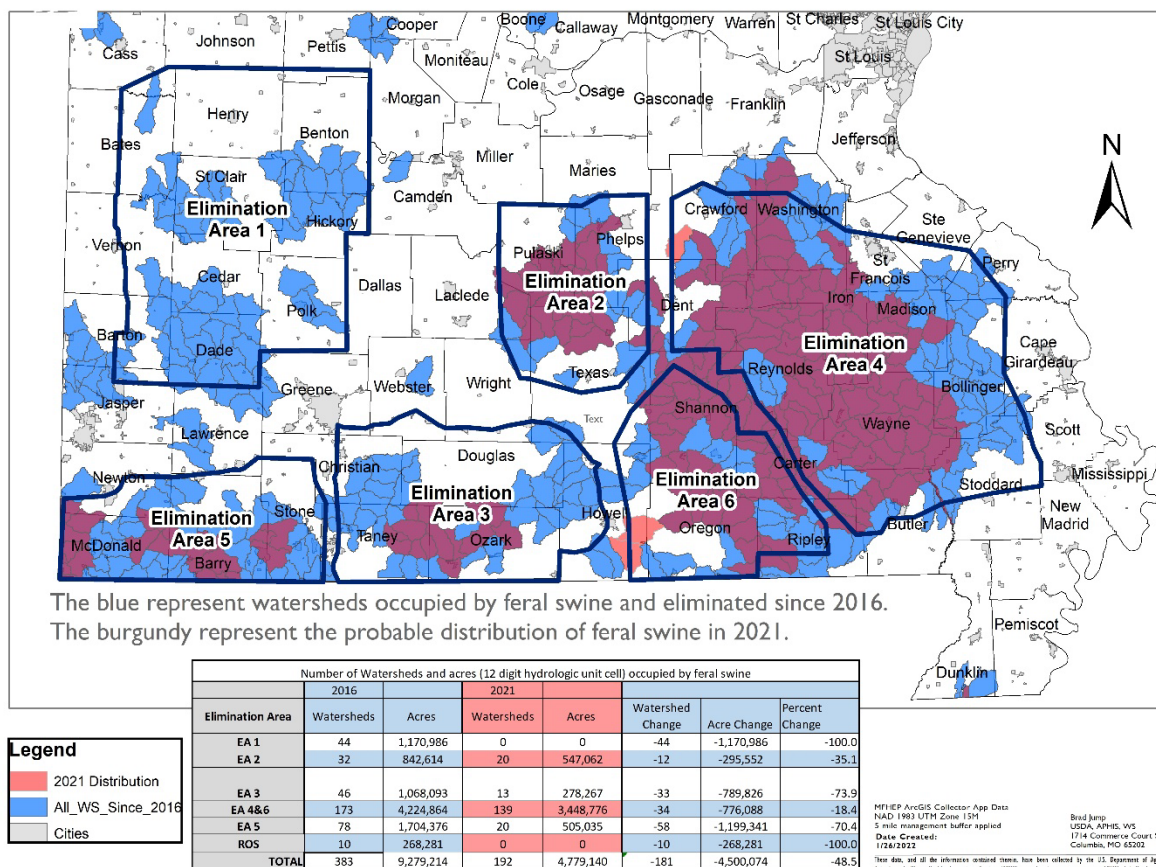 Cass
Johnson
Pettis
Cooper
Boone
Callaway
Montgomery
Warren
St Charles
St Louis City
Moniteau
Cole
Osage
Gasconade
Franklin
St Louis
Morgan
Henry
Bates
Benton
Miller
Jefferson
N
Maries
St Clair
Camden
Crawford
Washington
Elimination
Area 1
Hickory
Ste
Genevieve
Vernon
Pulaski
Phelps
St
Francois
Perry
Cedar
Dallas
Laclede
Elimination
Area 2
Dent
Iron
Madison
Polk
Barton
Dade
Elimination
Area 4
Cape
Girardeau
Texas
Reynolds
Bollinger
Greene
Webster
Wright
Jasper
Shannon
Text
Wayne
Lawrence
Scott
Newton
Christian
Douglas
Carter
Mississippi
Elimination
Area 6
Stoddard
Elimination
Area 3
Stone
Howell
New
Madrid
Elimination
Area 5
Oregon
Butler
McDonald
Taney
Ozark
Ripley
Barry
The blue represent watersheds occupied by feral swine and eliminated since 2016.
The burgundy represent the probable distribution of feral swine in 2021.
Pemiscot
Dunklin
Number of Watersheds and acres (12 digit hydrologic unit cell) occupied by feral swine
2016 2021
Elimination Area Watersheds Acres Watersheds Acres Watershed Change Acre Change Percent Change
EA 1 44 1,170,986 0 0 -44 -1,170,986 -100.0
EA 2 32 842,614 20 547,062 -12 -295,552 -35.1
EA 3 46 1,068,093 13 278,267 -33 -789,826 -73.9
EA 4&6 173 4,224,864 139 3,448,776 -34 -776,088 -18.4
EA 5 78 1,704,376 20 505,035 -58 -1,199,341 -70.4
ROS 10 268,281 0 0 -10 -268,281 -100.0
TOTAL 383 9,279,214 192 4,779,140 -181 -4,500,074 -48.5
Legend
2021 Distribution
All_WS_Since_2016
Cities
MFHEP ArcGIS Collector App Data
NAD 1983 UTM Zone 15M
5 mile management buffer applied
Date Created:
1/26/2022
Brad Jump
USDA, APHIS, WS
1714 Commerce Court
Columbia, MO 65202
These data, and all the information contained therein, have been collected by the U.S. Department of